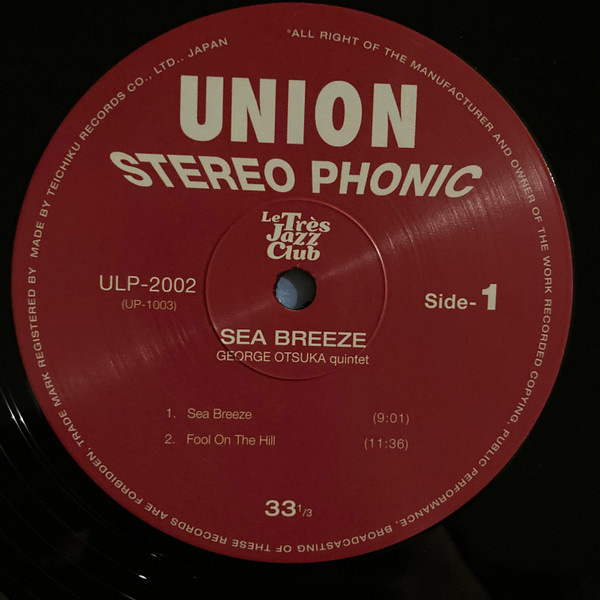 UNION
STEREO PHONIC
Le Très
Jazz
Club
ULP-2002
(UP-1003)
Side-1
SEA BREEZE
GEORGE OTSUKA quintet
1. Sea Breeze (9:01)
2. Fool On The Hill (11:36)
33 1/3
TRADE MARK REGISTERED BY MADE BY TEICHIKU RECORDS CO., LTD., JAPAN
*ALL RIGHT OF THE MANUFACTURER AND OWNER OF THE WORK RECORDED COPYING, PUBLIC PERFORMANCE, BROADCASTING OF THESE RECORDS ARE FORBIDDEN.